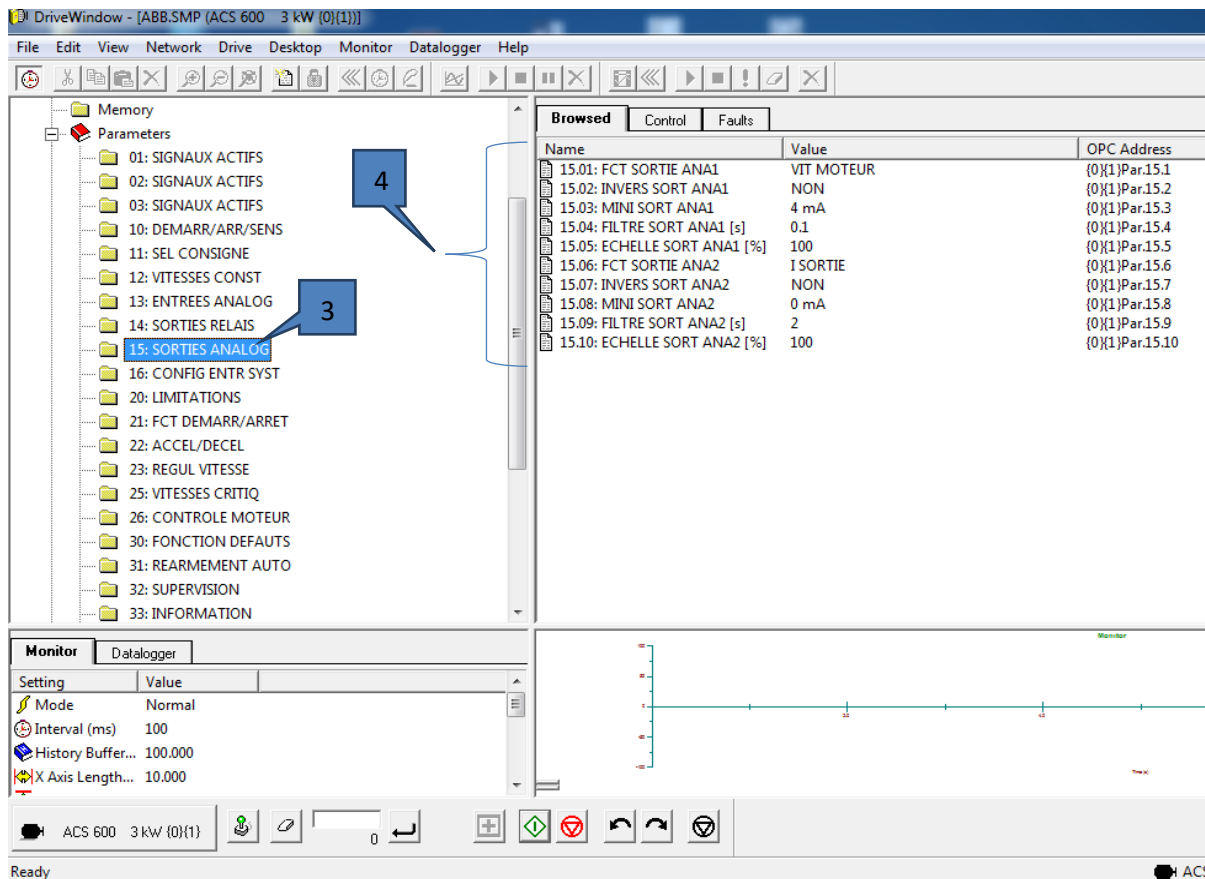 DriveWindow - [ABB.SMP (ACS 600 3 kW {0}{1})]
File Edit View Network Drive Desktop Monitor Datalogger Help
Memory
Parameters
01: SIGNAUX ACTIFS
02: SIGNAUX ACTIFS
03: SIGNAUX ACTIFS
10: DEMARR/ARR/SENS
11: SEL CONSIGNE
12: VITESSES CONST
13: ENTREES ANALOG
14: SORTIES RELAIS
15: SORTIES ANALOG
16: CONFIG ENTR SYST
20: LIMITATIONS
21: FCT DEMARR/ARRET
22: ACCEL/DECEL
23: REGUL VITESSE
25: VITESSES CRITIQ
26: CONTROLE MOTEUR
30: FONCTION DEFAUTS
31: REARMEMENT AUTO
32: SUPERVISION
33: INFORMATION
4
3
Browsed Control Faults
Name Value OPC Address
15.01: FCT SORTIE ANA1 VIT MOTEUR {0}{1}Par.15.1
15.02: INVERS SORT ANA1 NON {0}{1}Par.15.2
15.03: MINI SORT ANA1 4 mA {0}{1}Par.15.3
15.04: FILTRE SORT ANA1 [s] 0.1 {0}{1}Par.15.4
15.05: ECHELLE SORT ANA1 [%] 100 {0}{1}Par.15.5
15.06: FCT SORTIE ANA2 I SORTIE {0}{1}Par.15.6
15.07: INVERS SORT ANA2 NON {0}{1}Par.15.7
15.08: MINI SORT ANA2 0 mA {0}{1}Par.15.8
15.09: FILTRE SORT ANA2 [s] 2 {0}{1}Par.15.9
15.10: ECHELLE SORT ANA2 [%] 100 {0}{1}Par.15.10
Monitor Datalogger
Setting Value
Mode Normal
Interval (ms) 100
History Buffer... 100.000
X Axis Length... 10.000
Monitor
ACS 600 3 kW {0}{1}
0
Ready
ACS